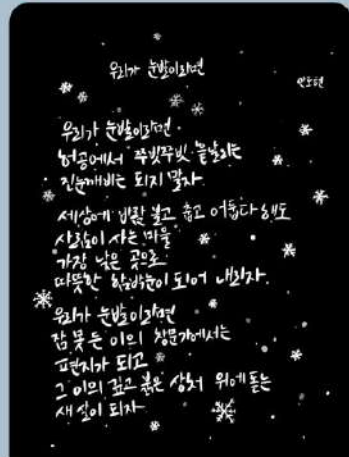 우리가 눈발이라면
안도현
우리가 눈발이라면
허공에서 쭈빗쭈빗 흩날리는
진눈깨비는 되지 말자.
세상에 바람 불고 춥고 어둡다 해도
사람이 사는 마을
가장 낮은 곳으로
따뜻한 함박눈이 되어 내리자.
우리가 눈발이라면
잠 못 든 이의 창문가에서는
편지가 되고
그 이의 깊고 붉은 상처 위에 돋는
새 살이 되자